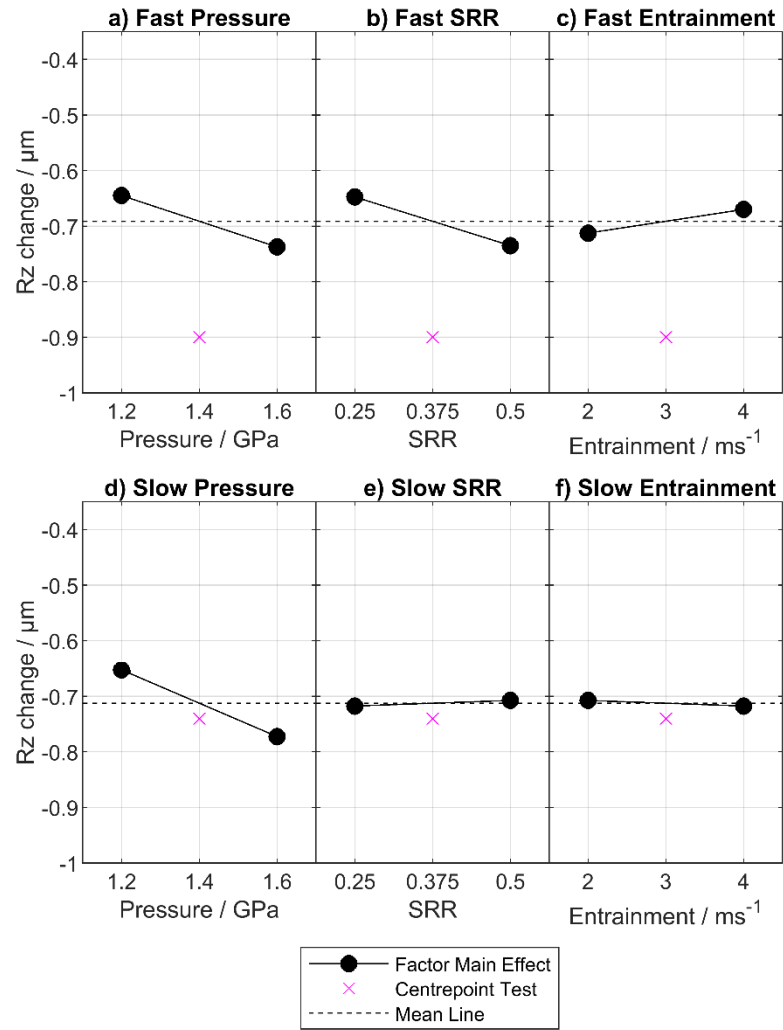 a) Fast Pressure
b) Fast SRR
c) Fast Entrainment
-0.4
-0.5
-0.6
-0.7
-0.8
-0.9
-1
Rz change / μm
1.2 1.4 1.6
0.25 0.375 0.5
2 3 4
Pressure / GPa
SRR
Entrainment / ms⁻¹
d) Slow Pressure
e) Slow SRR
f) Slow Entrainment
-0.4
-0.5
-0.6
-0.7
-0.8
-0.9
-1
Rz change / μm
1.2 1.4 1.6
0.25 0.375 0.5
2 3 4
Pressure / GPa
SRR
Entrainment / ms⁻¹
Factor Main Effect
Centrepoint Test
Mean Line